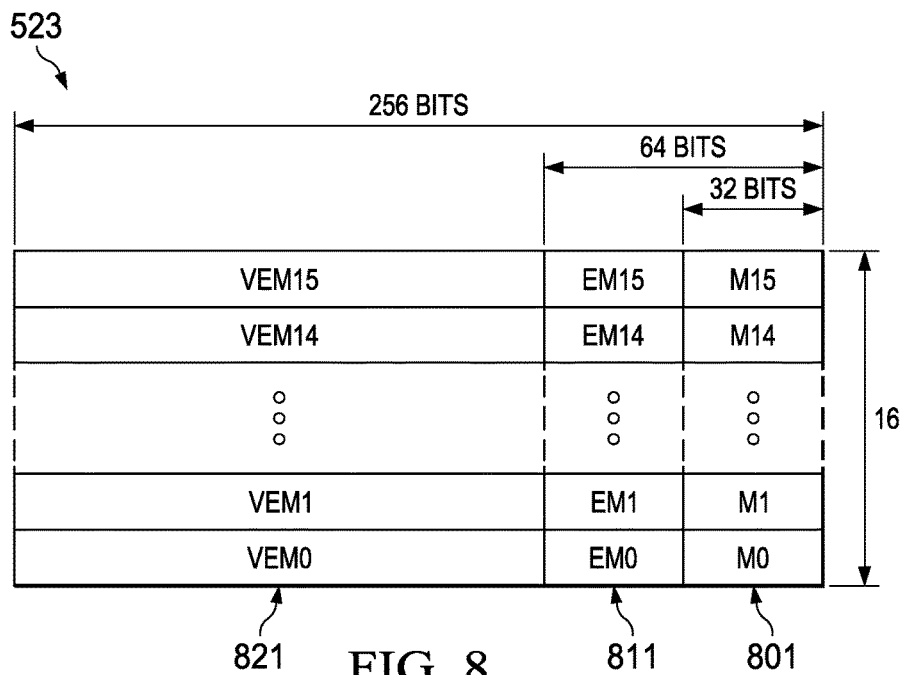 523
256 BITS
64 BITS
32 BITS
VEM15 EM15 M15
VEM14 EM14 M14
16
VEM1 EM1 M1
VEM0 EM0 M0
821 811 801
FIG. 8